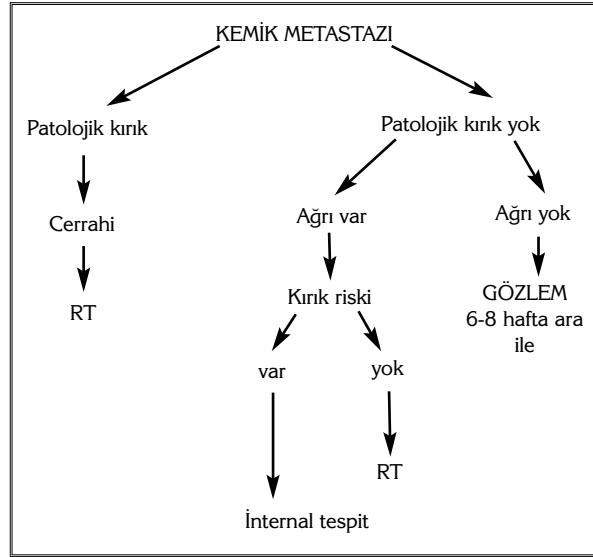 KEMİK METASTAZI
Patolojik kırık
Patolojik kırık yok
Cerrahi
Ağrı var
Ağrı yok
RT
Kırık riski
GÖZLEM
6-8 hafta ara
ile
var
yok
RT
İnternal tespit